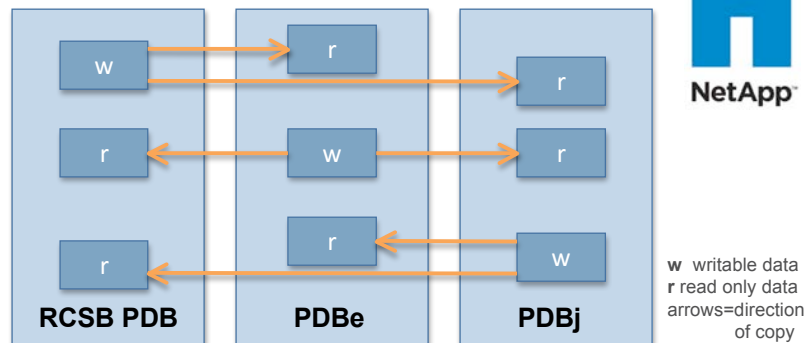 w
r
r
NetApp
r
w
r
r
r
w
RCSB PDB
PDBe
PDBj
w writable data
r read only data
arrows=direction
of copy